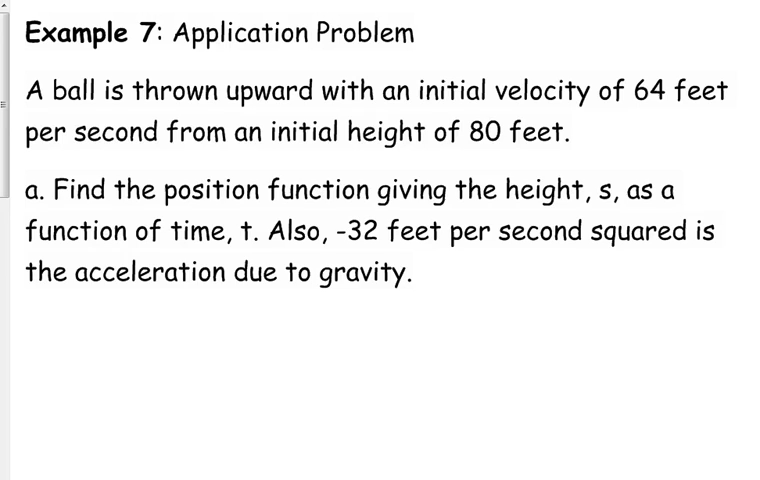 Example 7: Application Problem
A ball is thrown upward with an initial velocity of 64 feet
per second from an initial height of 80 feet.
a. Find the position function giving the height, s, as a
function of time, t. Also, -32 feet per second squared is
the acceleration due to gravity.